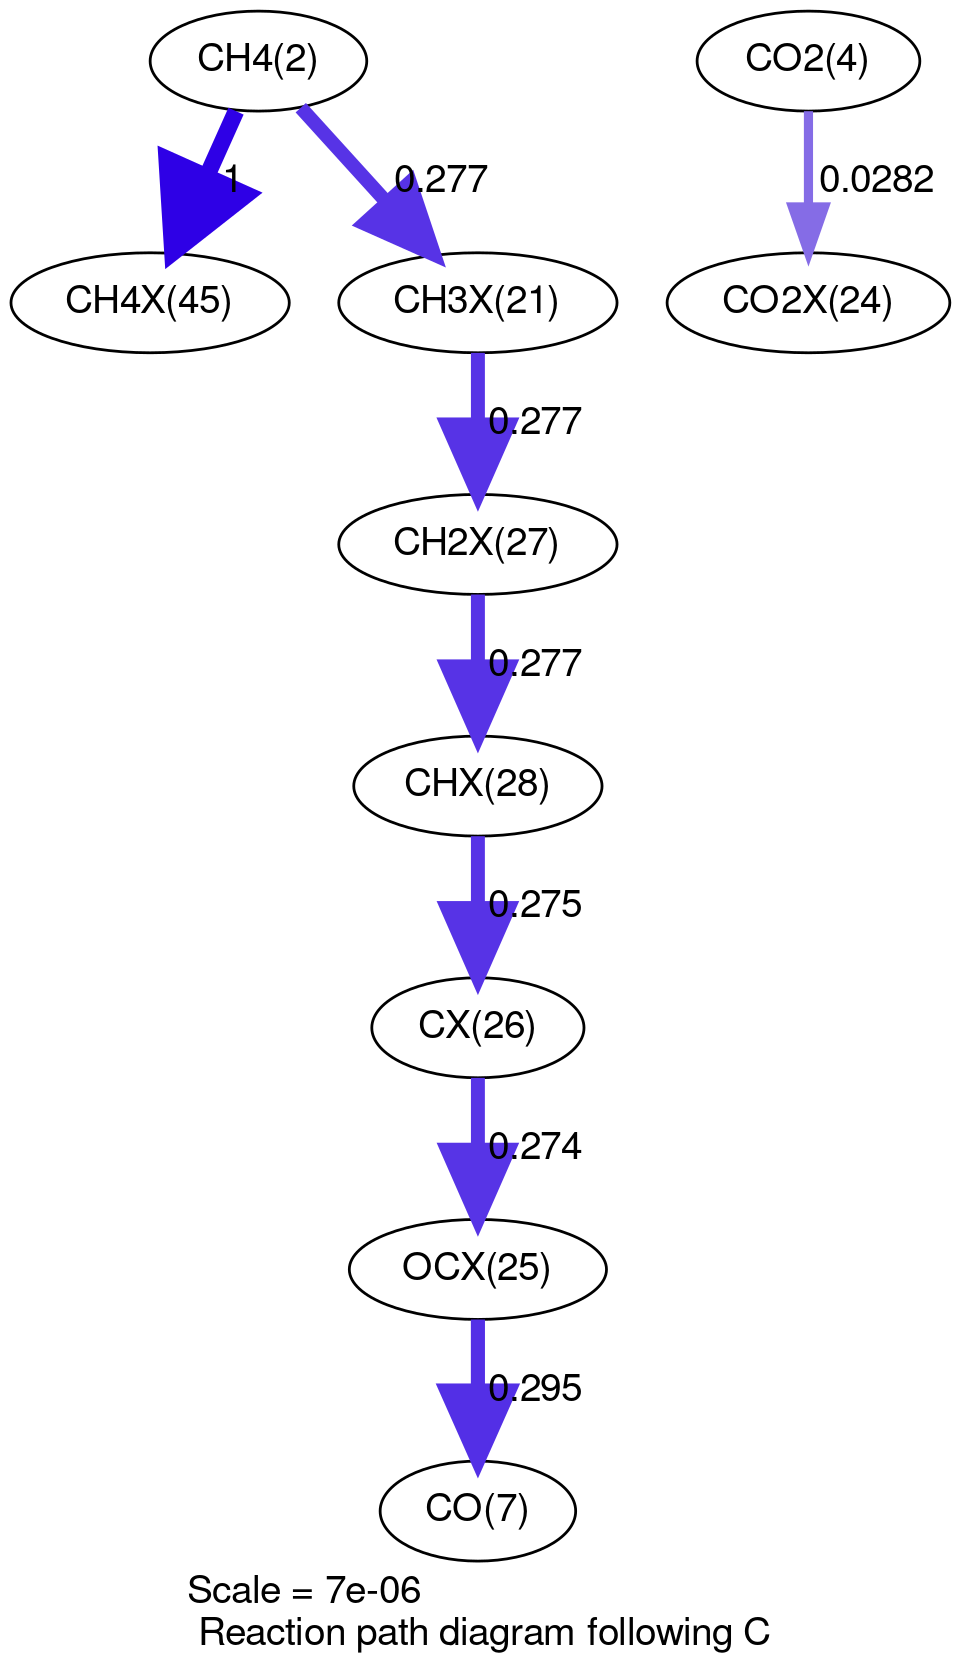 CH4(2)
CO2(4)
1
0.277
0.0282
CH4X(45)
CH3X(21)
CO2X(24)
0.277
CH2X(27)
0.277
CHX(28)
0.275
CX(26)
0.274
OCX(25)
0.295
CO(7)
Scale = 7e-06
Reaction path diagram following C